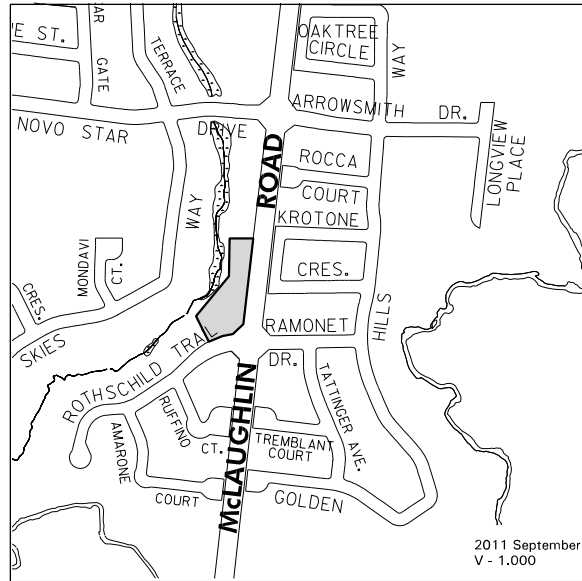 'E ST.
AR
GATE
TERRACE
OAKTREE
CIRCLE
WAY
ARROWSMITH DR.
LONGVIEW
PLACE
NOVO STAR DRIVE
ROCCA
COURT
KROTONE
CRES.
WAY
MONDAVI
CT.
CRES.
SKIES
RAMONET
DR.
HILLS
ROTHSCHILD TRAIL
TATTINGER AVE.
RUFFINO
CT.
AMARONE
COURT
TREMBLANT
COURT
GOLDEN
McLAUGHLIN ROAD
2011 September
V - 1.000